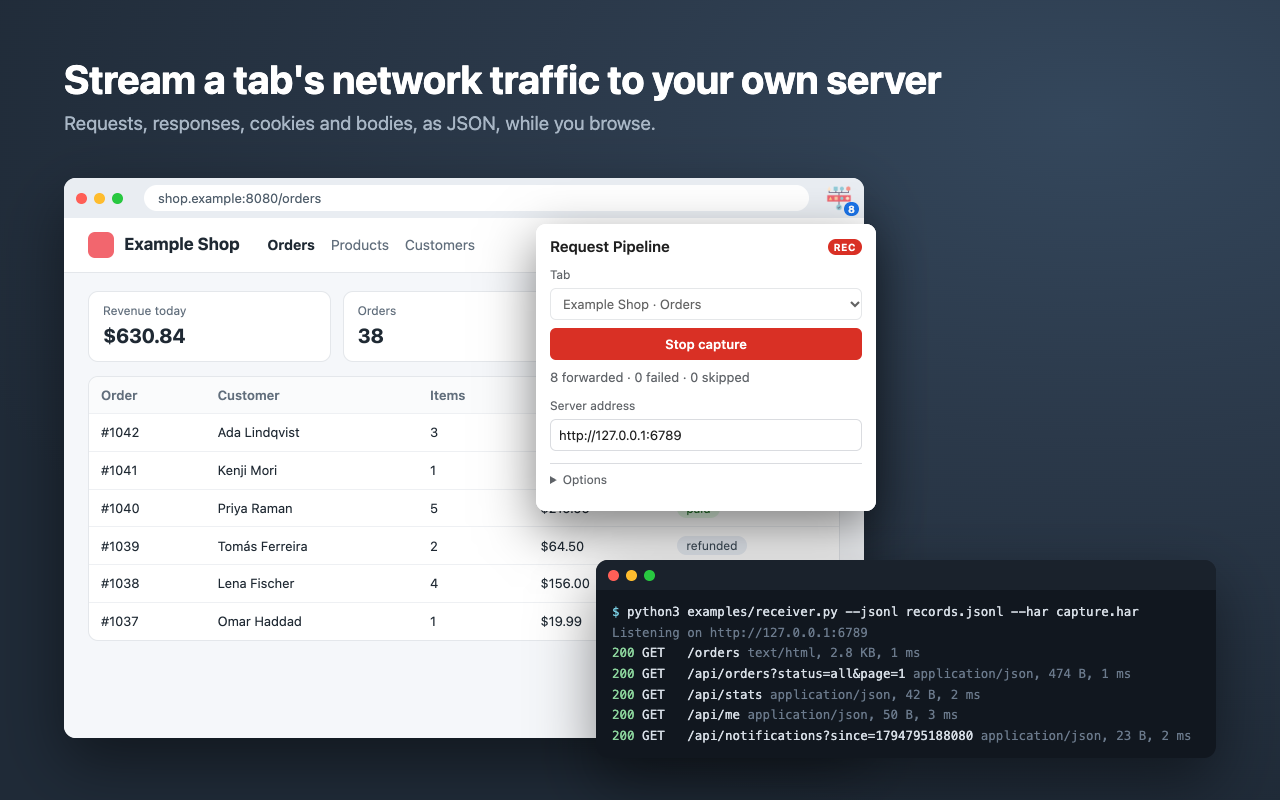 Stream a tab's network traffic to your own server
Requests, responses, cookies and bodies, as JSON, while you browse.
shop.example:8080/orders
8
Example Shop Orders Products Customers
Revenue today
$630.84
Orders
38
Order Customer Items
#1042 Ada Lindqvist 3
#1041 Kenji Mori 1
#1040 Priya Raman 5
#1039 Tomás Ferreira 2 $64.50 refunded
#1038 Lena Fischer 4 $156.00
#1037 Omar Haddad 1 $19.99
Request Pipeline REC
Tab
Example Shop · Orders
Stop capture
8 forwarded · 0 failed · 0 skipped
Server address
http://127.0.0.1:6789
Options
$ python3 examples/receiver.py --jsonl records.jsonl --har capture.har
Listening on http://127.0.0.1:6789
200 GET /orders text/html, 2.8 KB, 1 ms
200 GET /api/orders?status=all&page=1 application/json, 474 B, 1 ms
200 GET /api/stats application/json, 42 B, 2 ms
200 GET /api/me application/json, 50 B, 3 ms
200 GET /api/notifications?since=1794795188080 application/json, 23 B, 2 ms